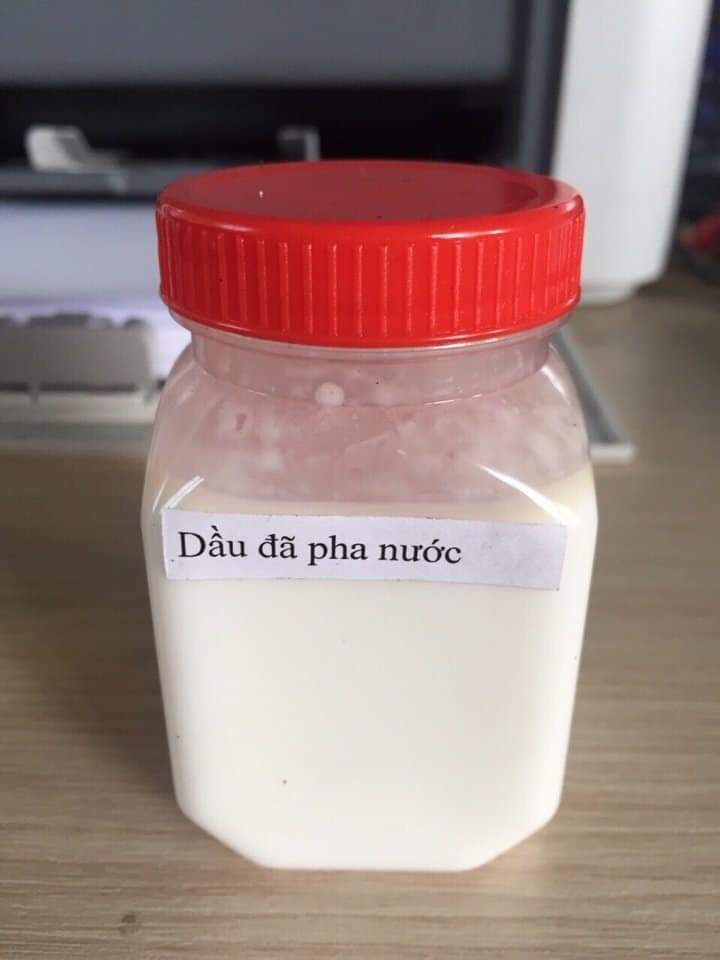 Dầu đã pha nước